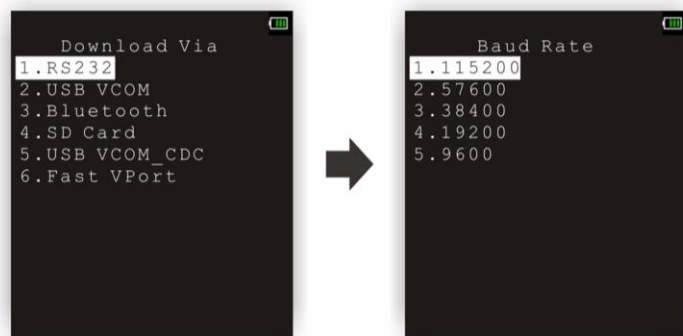 Download Via
1.RS232
2.USB VCOM
3.Bluetooth
4.SD Card
5.USB VCOM_CDC
6.Fast VPort
Baud Rate
1.115200
2.57600
3.38400
4.19200
5.9600